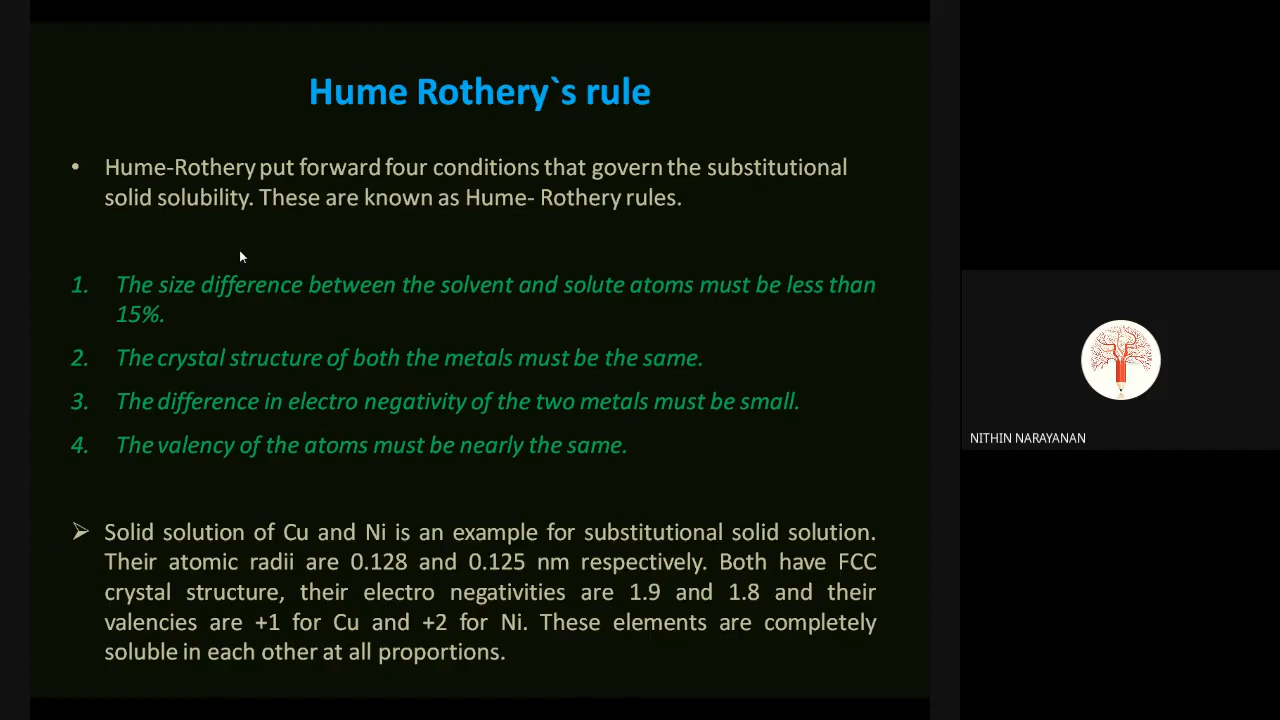 Hume Rothery`s rule
• Hume-Rothery put forward four conditions that govern the substitutional
solid solubility. These are known as Hume- Rothery rules.
1. The size difference between the solvent and solute atoms must be less than
15%.
2. The crystal structure of both the metals must be the same.
3. The difference in electro negativity of the two metals must be small.
4. The valency of the atoms must be nearly the same.
➢ Solid solution of Cu and Ni is an example for substitutional solid solution.
Their atomic radii are 0.128 and 0.125 nm respectively. Both have FCC
crystal structure, their electro negativities are 1.9 and 1.8 and their
valencies are +1 for Cu and +2 for Ni. These elements are completely
soluble in each other at all proportions.
NITHIN NARAYANAN